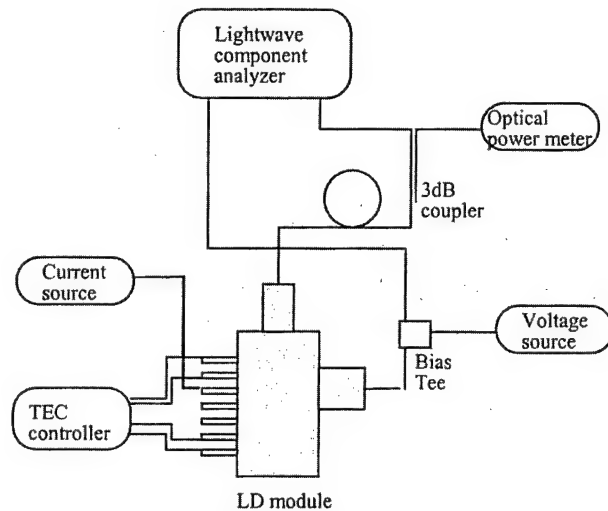 Lightwave
component
analyzer
Optical
power meter
3dB
coupler
Current
source
Voltage
source
Bias
Tee
TEC
controller
LD module